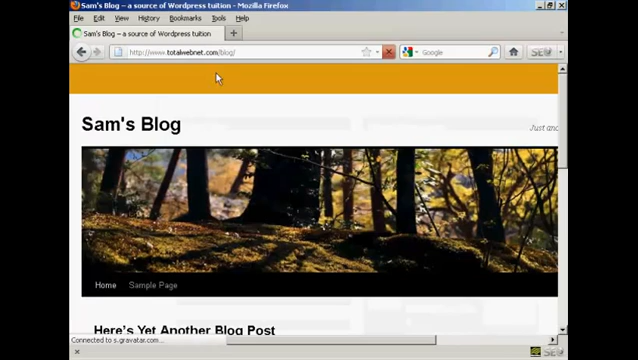 Sam's Blog – a source of Wordpress tuition - Mozilla Firefox
File Edit View History Bookmarks Tools Help
Sam's Blog – a source of Wordpress tuition
http://www.totalwebnet.com/blog/
Google
SEO
Sam's Blog
Just
Home Sample Page
Here's Yet Another Blog Post
Connected to s.gravatar.com...
SEO